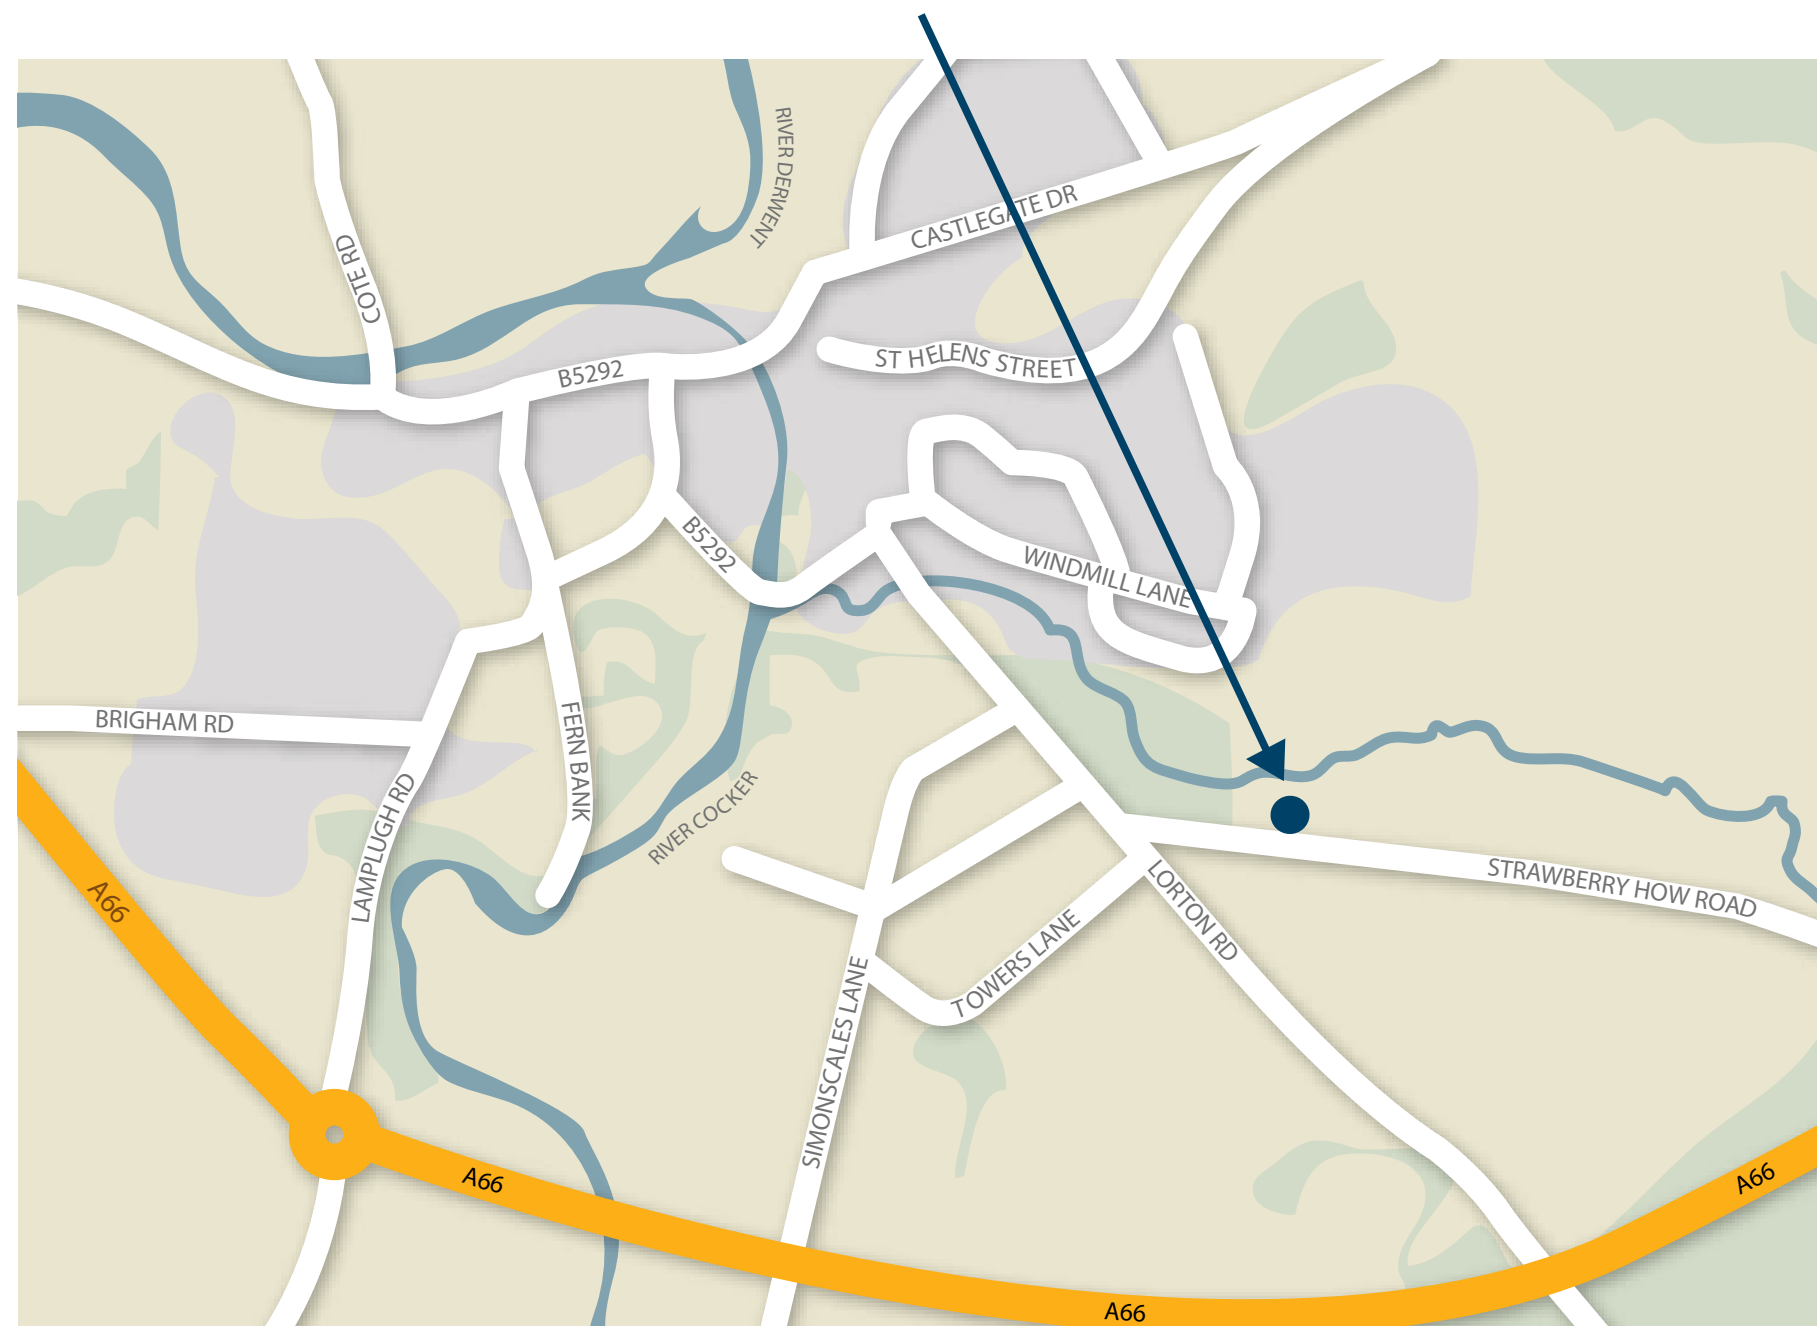 RIVER DERWENT
CASTLEGATE DR
COTE RD
B5292
ST HELENS STREET
B5292
WINDMILL LANE
BRIGHAM RD
FERN BANK
RIVER COCKER
LAMPLUGH RD
A66
STRAWBERRY HOW ROAD
LORTON RD
TOWERS LANE
SIMONSCALES LANE
A66
A66
A66